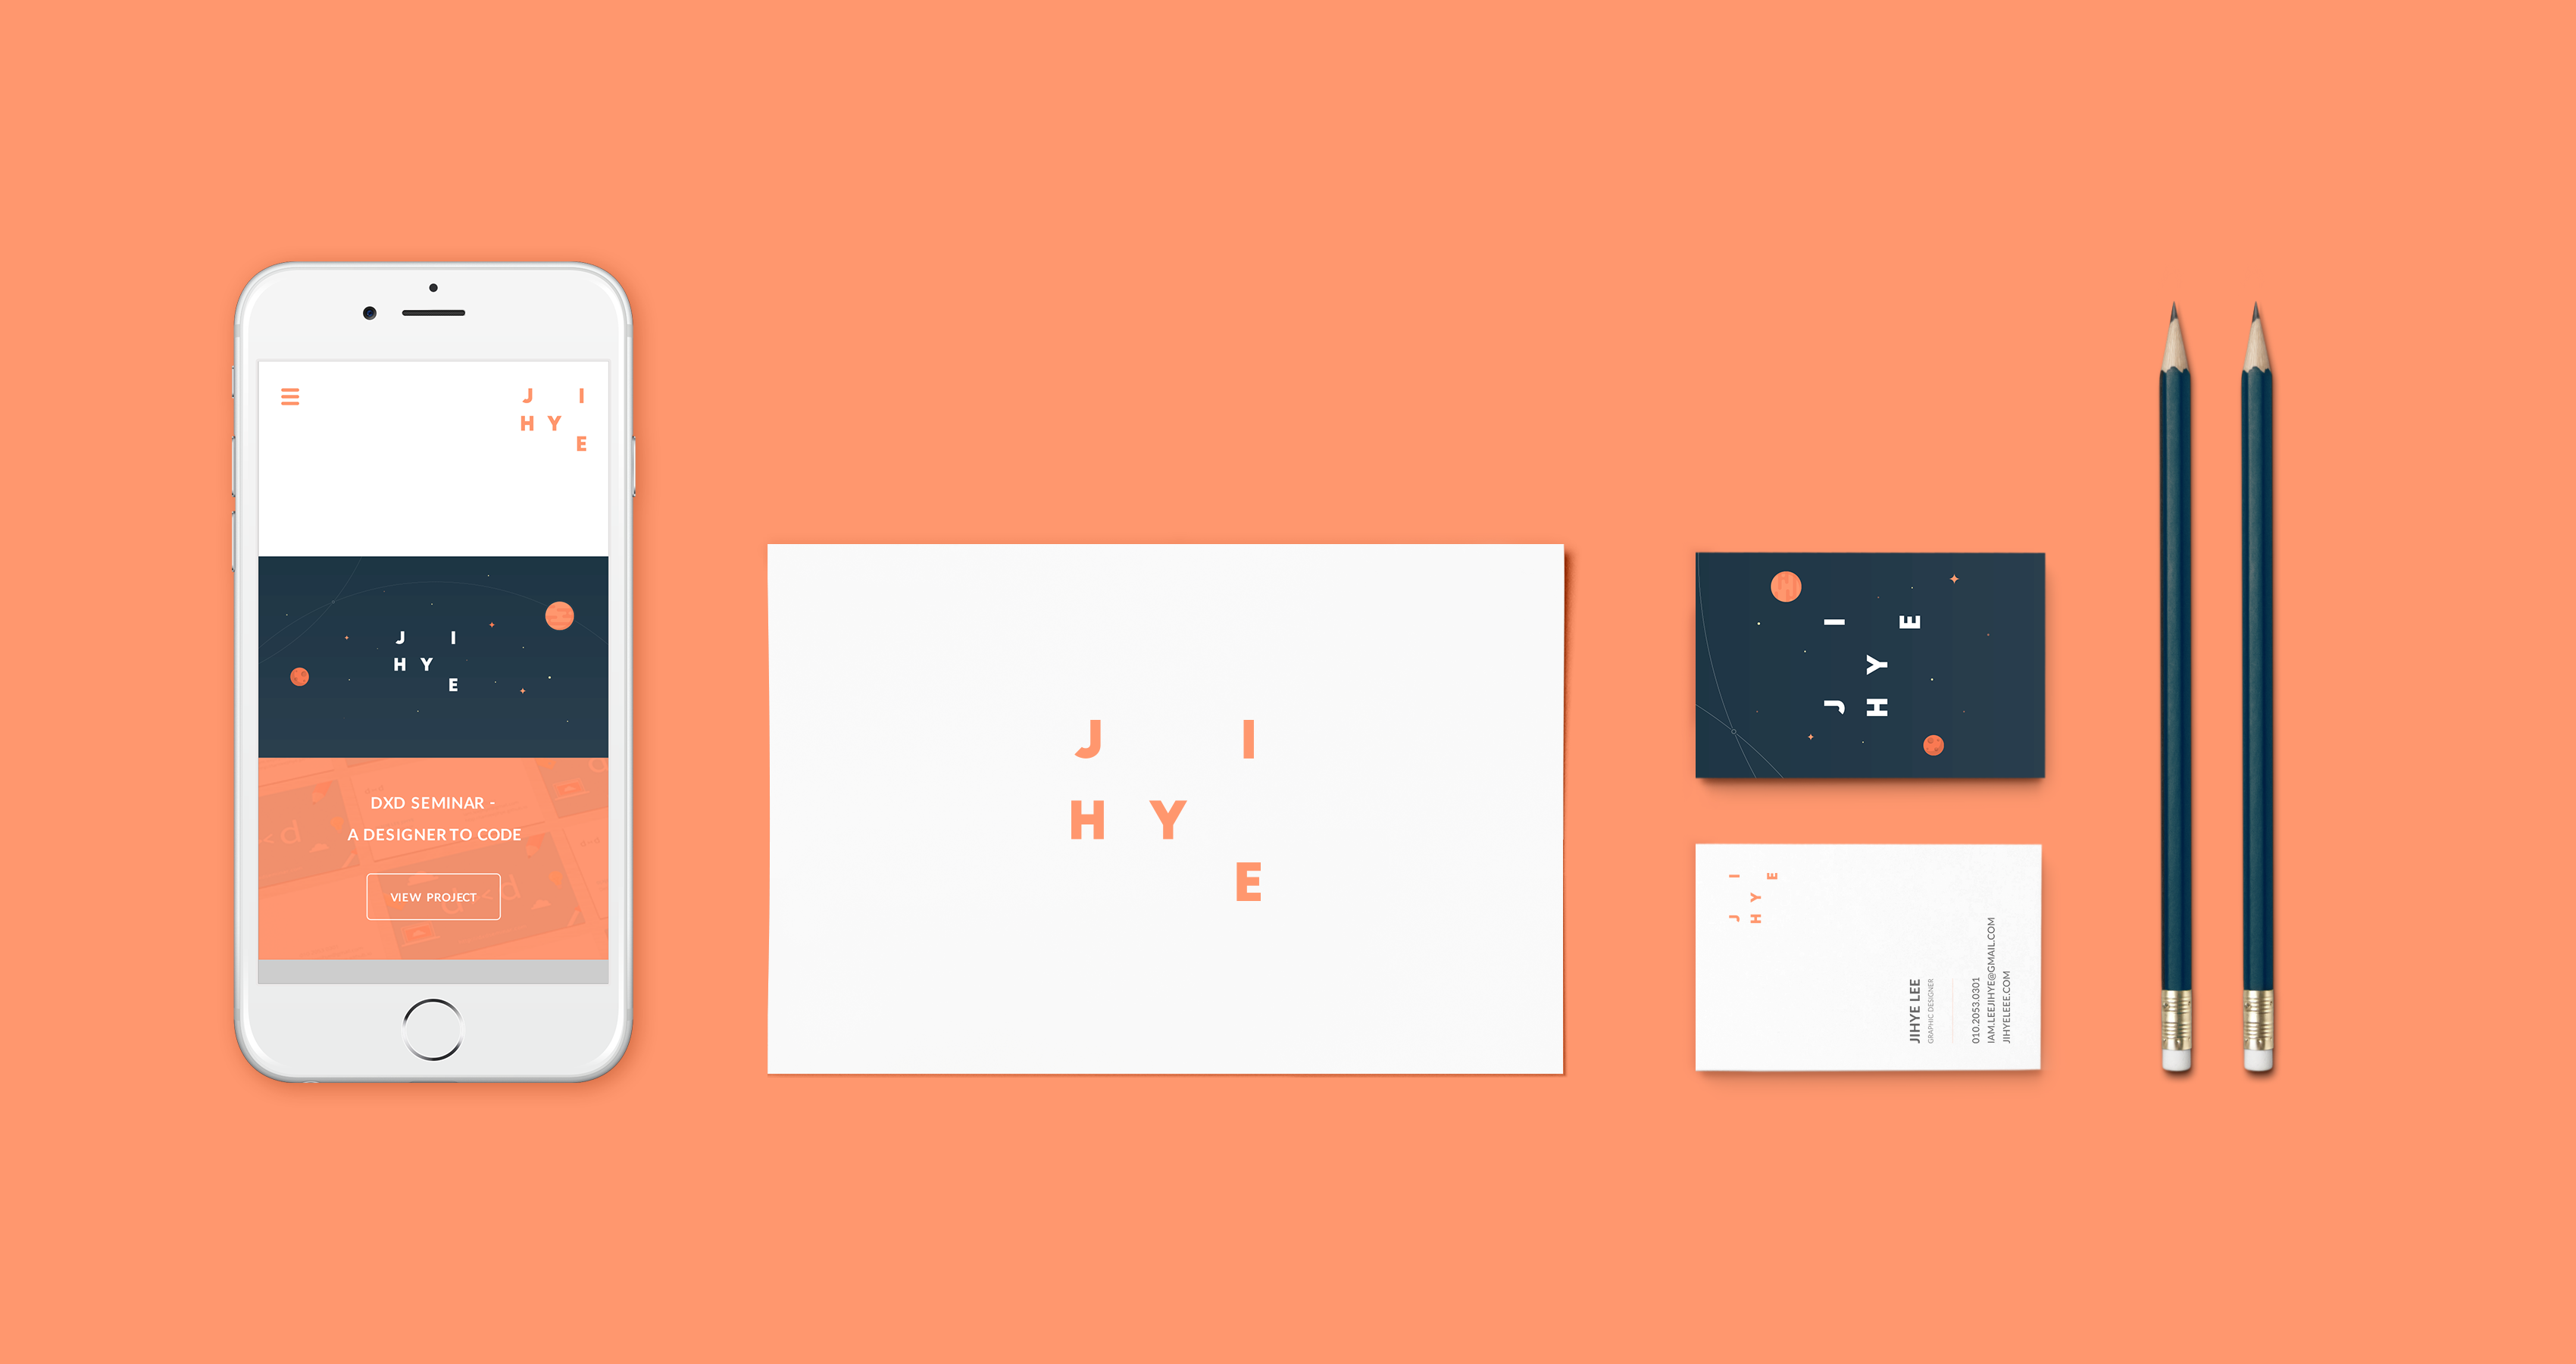 J I
H Y
E
J I
H Y
E
DXD SEMINAR -
A DESIGNER TO CODE
VIEW PROJECT
J I
H Y
E
J I
H Y
E
J I
H Y
E
JIHYE LEE
GRAPHIC DESIGNER
010.2053.0301
IAM.LEEJIHYE@GMAIL.COM
JIHYELEEE.COM